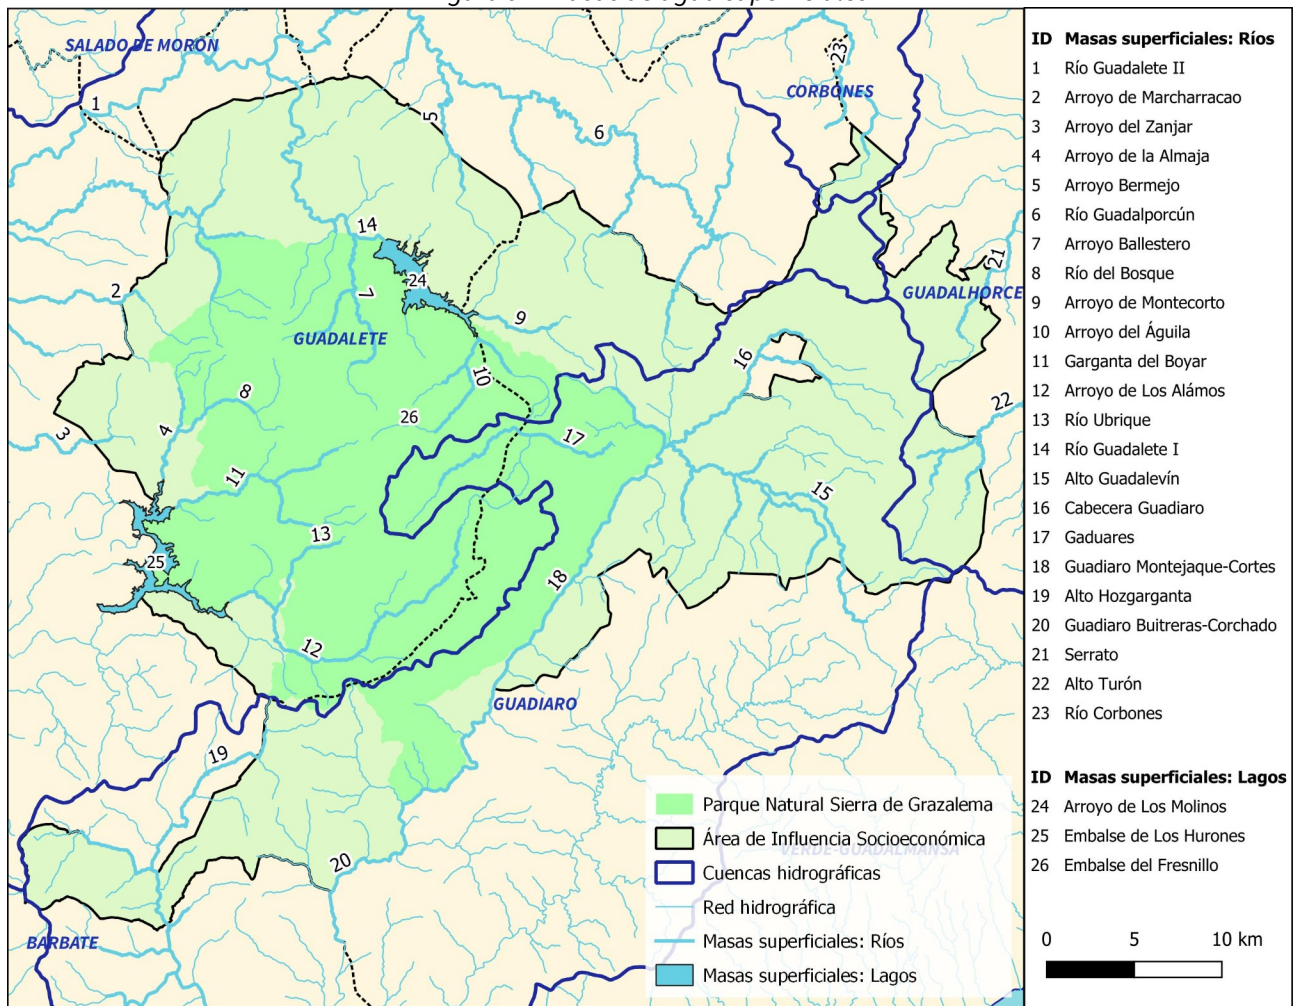 SALADO DE MORÓN
CORBONES
GUADALHORCE
GUADALETE
GUADIARO
BARBATE
VERDE-GUADALMANSA
1
2
3
4
5
6
7
8
9
10
11
12
13
14
15
16
17
18
19
20
21
22
23
24
25
26
Parque Natural Sierra de Grazalema
Área de Influencia Socioeconómica
Cuencas hidrográficas
Red hidrográfica
Masas superficiales: Ríos
Masas superficiales: Lagos
ID Masas superficiales: Ríos
1 Río Guadalete II
2 Arroyo de Marcharracao
3 Arroyo del Zanjar
4 Arroyo de la Almaja
5 Arroyo Bermejo
6 Río Guadalporcún
7 Arroyo Ballestero
8 Río del Bosque
9 Arroyo de Montecorto
10 Arroyo del Águila
11 Garganta del Boyar
12 Arroyo de Los Alámos
13 Río Ubrique
14 Río Guadalete I
15 Alto Guadalevín
16 Cabecera Guadiaro
17 Gaduares
18 Guadiaro Montejaque-Cortes
19 Alto Hozgarganta
20 Guadiaro Buitreras-Corchado
21 Serrato
22 Alto Turón
23 Río Corbones
ID Masas superficiales: Lagos
24 Arroyo de Los Molinos
25 Embalse de Los Hurones
26 Embalse del Fresnillo
0 5 10 km